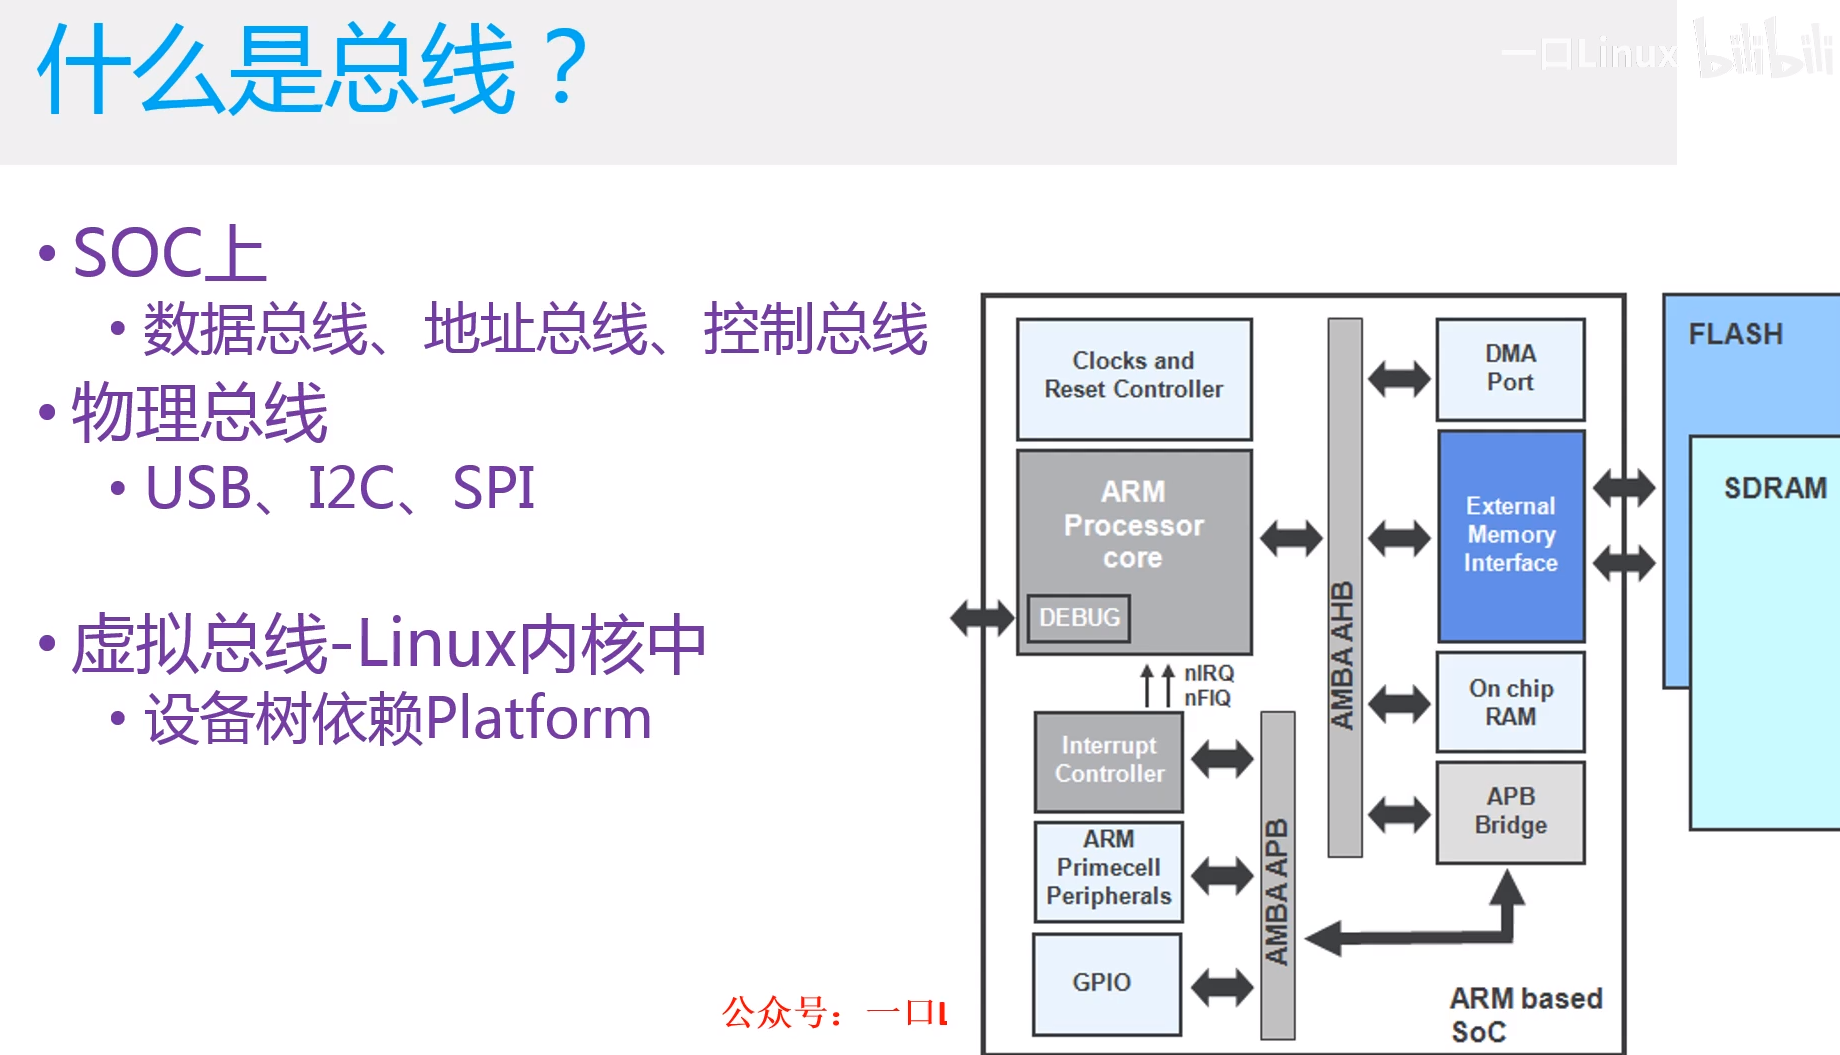 什么是总线？
一口Linux bilibili
• SOC上
• 数据总线、地址总线、控制总线
• 物理总线
• USB、I2C、SPI
• 虚拟总线-Linux内核中
• 设备树依赖Platform
公众号：一口L
Clocks and
Reset Controller
ARM
Processor
core
DEBUG
nIRQ
nFIQ
Interrupt
Controller
ARM
Primecell
Peripherals
GPIO
AMBA APB
AMBA AHB
DMA
Port
External
Memory
Interface
On chip
RAM
APB
Bridge
ARM based
SoC
FLASH
SDRAM